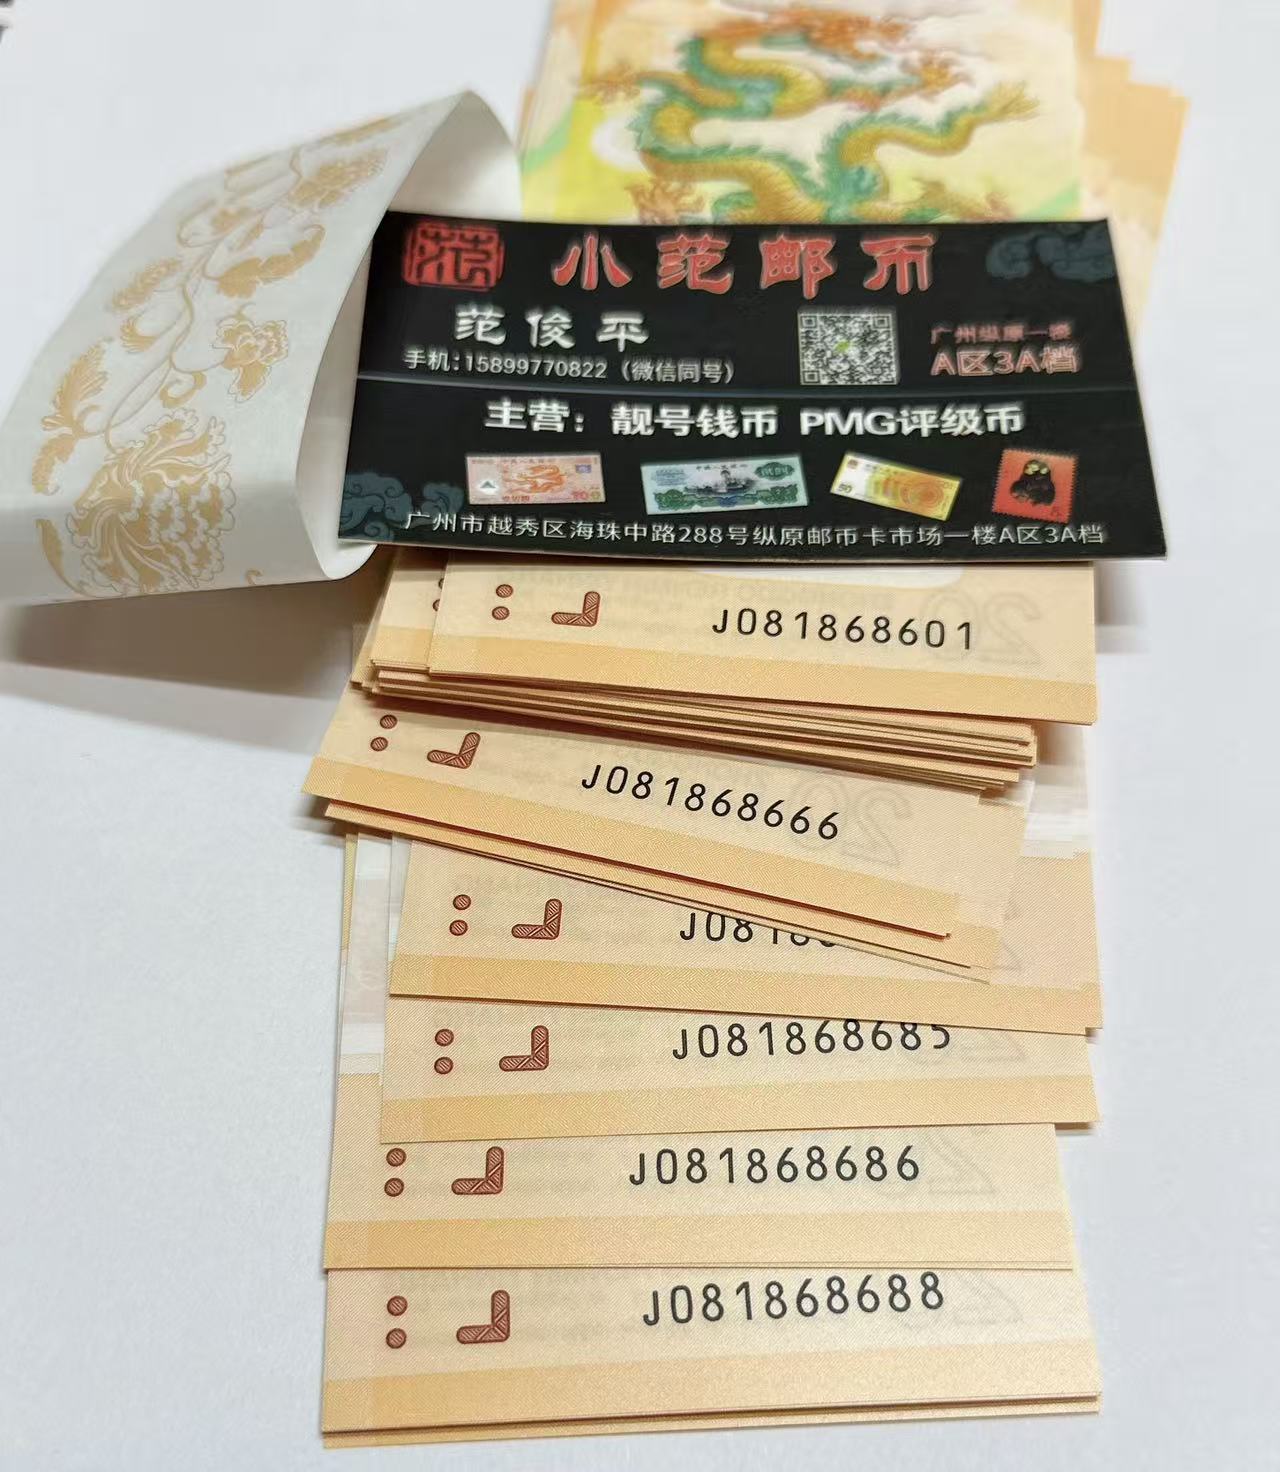 范
小范邮币
范俊平
手机:15899770822（微信同号）
广州纵原一楼
A区3A档
主营：靓号钱币 PMG评级币
广州市越秀区海珠中路288号纵原邮币卡市场一楼A区3A档
J081868601
J081868666
J08186
J081868685
J081868686
J081868688